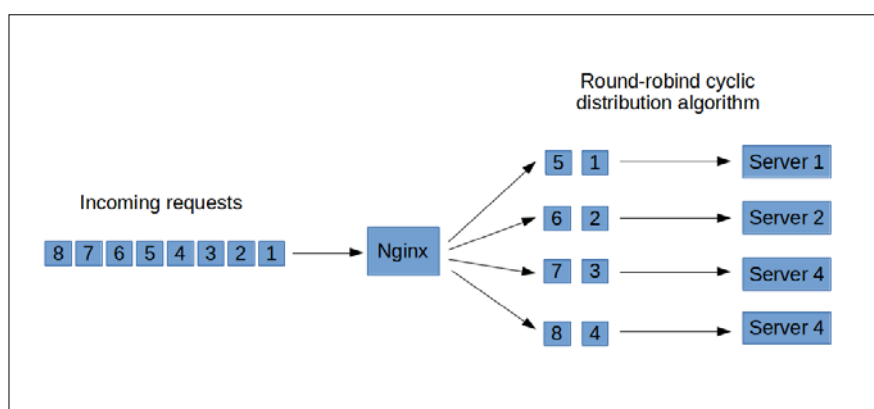 Round-robind cyclic
distribution algorithm
5 1
Server 1
Incoming requests
6 2
Server 2
8 7 6 5 4 3 2 1
Nginx
7 3
Server 4
8 4
Server 4